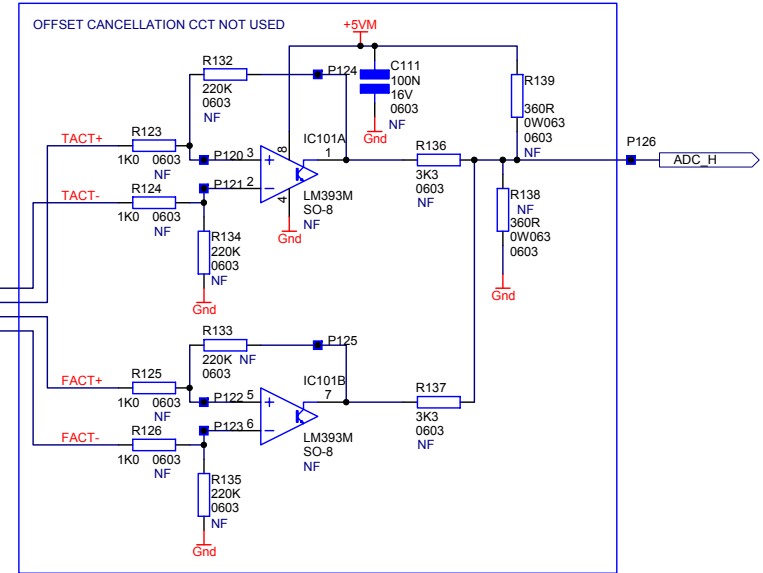 OFFSET CANCELLATION CCT NOT USED
+5VM
R132
220K
0603
NF
P124
C111
100N
16V
0603
NF
Gnd
R139
360R
0W063
0603
NF
TACT+
R123
1K0 0603
NF
P120 3
8
IC101A
1
R136
3K3
0603
NF
P126
ADC_H
TACT-
R124
1K0 0603
NF
P121 2
4
LM393M
SO-8
NF
Gnd
R138
NF
360R
0W063
0603
Gnd
R134
220K
0603
NF
Gnd
R133
220K NF
0603
P125
FACT+
R125
1K0 0603
NF
P122 5
IC101B
7
R137
3K3
0603
NF
FACT-
R126
1K0 0603
NF
P123 6
LM393M
SO-8
NF
R135
220K
0603
NF
Gnd